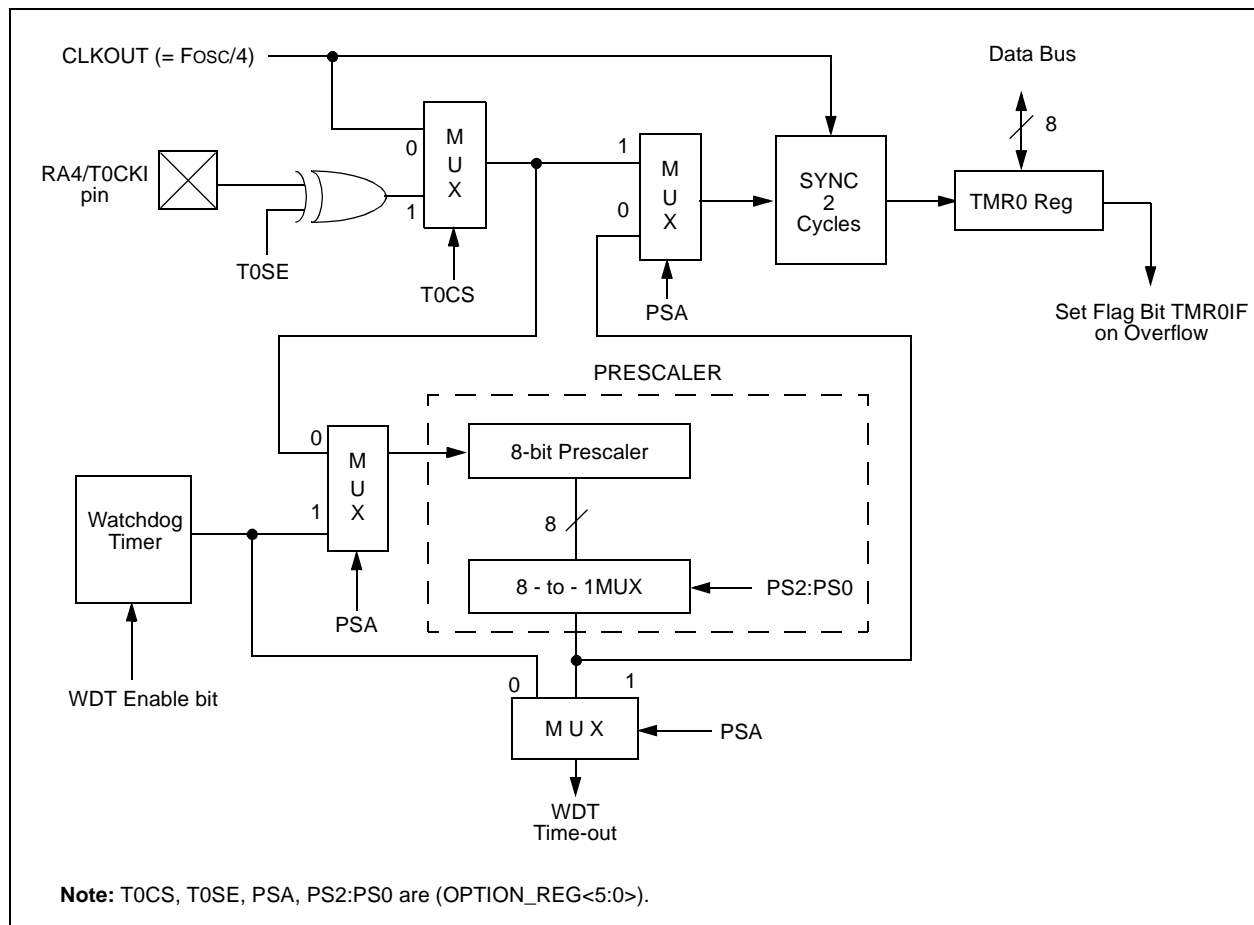 CLKOUT (= FOSC/4)
Data Bus
8
RA4/T0CKI
pin
T0SE
0
1
M
U
X
T0CS
1
0
M
U
X
PSA
SYNC
2
Cycles
TMR0 Reg
Set Flag Bit TMR0IF
on Overflow
PRESCALER
0
1
M
U
X
PSA
8-bit Prescaler
8
8 - to - 1MUX
PS2:PS0
Watchdog
Timer
WDT Enable bit
0
1
M U X
PSA
WDT
Time-out
Note: T0CS, T0SE, PSA, PS2:PS0 are (OPTION_REG<5:0>).